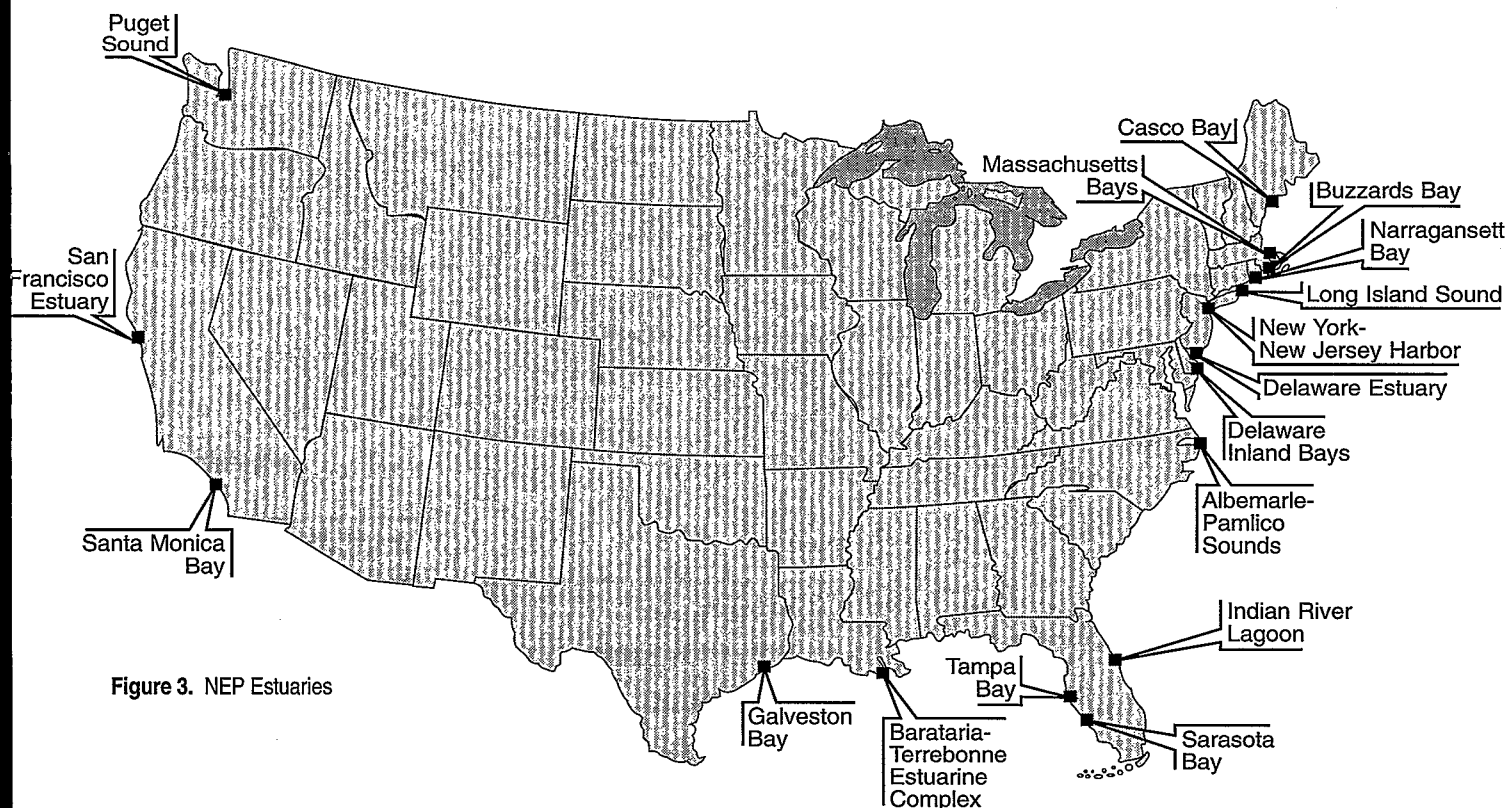 Puget
Sound
Casco Bay
Massachusetts
Bays
Buzzards Bay
Narragansett
Bay
San
Francisco
Estuary
Long Island Sound
New York-
New Jersey Harbor
Delaware Estuary
Delaware
Inland Bays
Albemarle-
Pamlico
Sounds
Santa Monica
Bay
Indian River
Lagoon
Tampa
Bay
Figure 3. NEP Estuaries
Galveston
Bay
Barataria-
Terrebonne
Estuarine
Complex
Sarasota
Bay